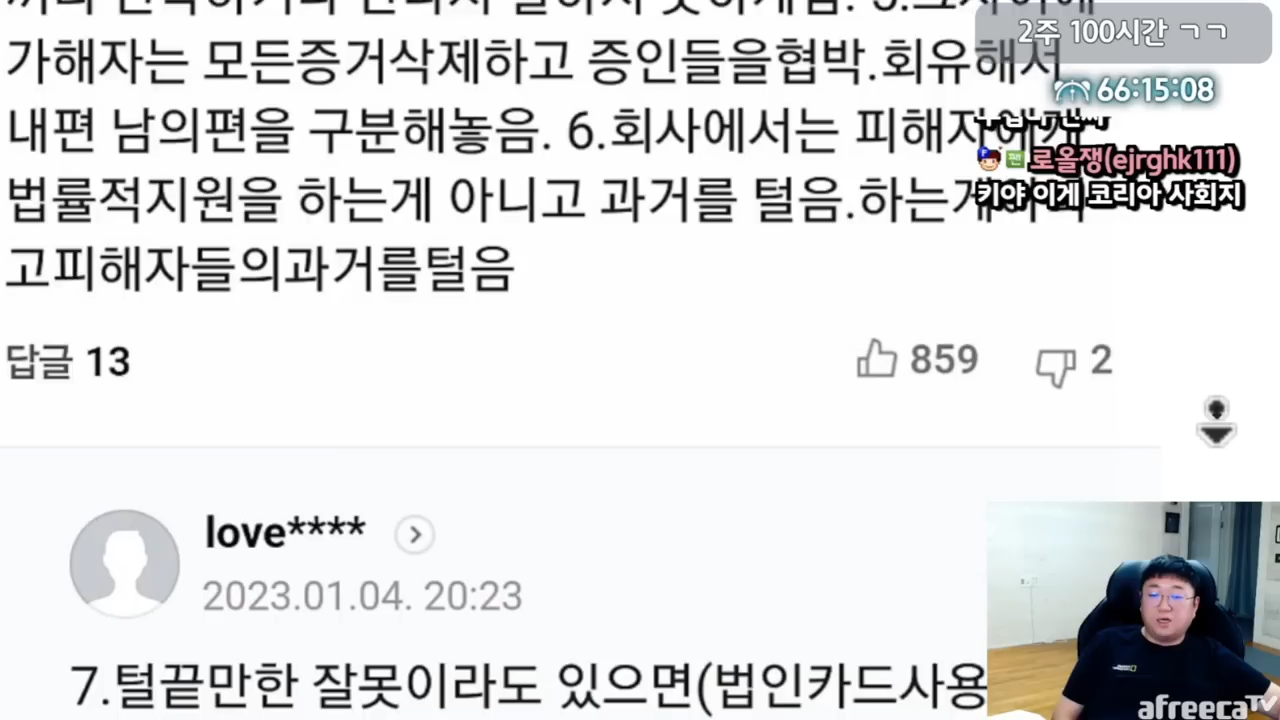 가해자는 모든증거삭제하고 증인들을협박.회유해서
내편 남의편을 구분해놓음. 6.회사에서는
법률적지원을 하는게 아니고 과거를 털음.하는게
고피해자들의과거를털음
답글 13
859
2
love****
2023.01.04. 20:23
7.털끝만한 잘못이라도 있으면(법인카드사용
2주 100시간 ㄱㄱ
66:15:08
로올쟁(ejrghk111)
키야 이게 코리아 사회지
afreecaTV